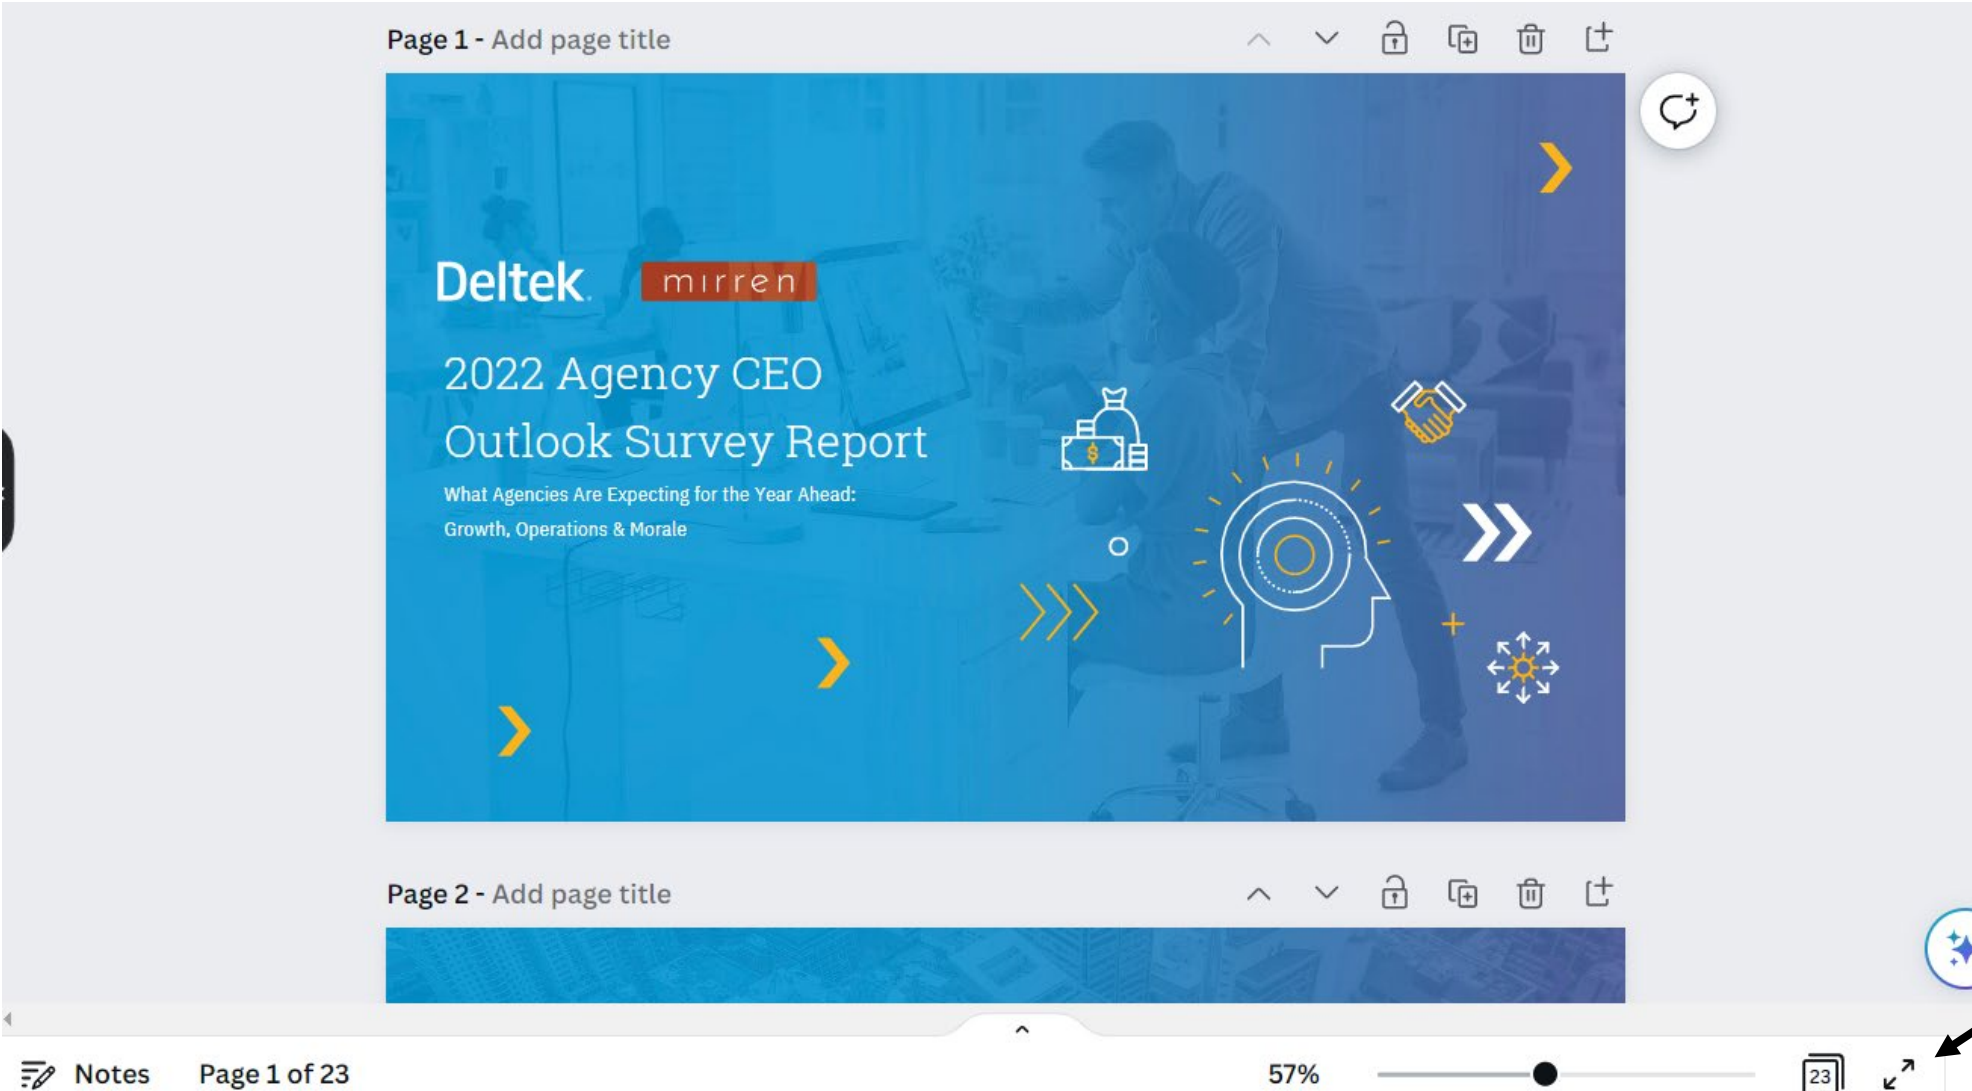 Page 1 - Add page title
Deltek.
mirren
2022 Agency CEO
Outlook Survey Report
What Agencies Are Expecting for the Year Ahead:
Growth, Operations & Morale
$
Page 2 - Add page title
Notes
Page 1 of 23
57%
23